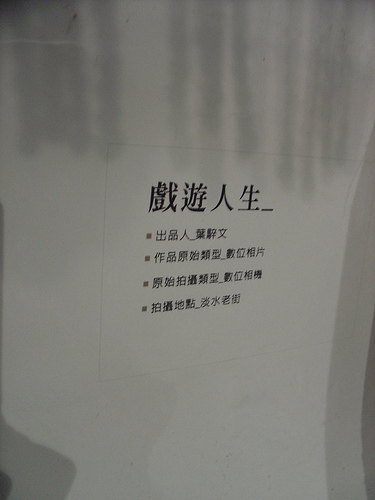 戲遊人生_
■ 出品人_葉辭文
■ 作品原始類型_數位相片
■ 原始拍攝類型_數位相機
■ 拍攝地點_淡水老街